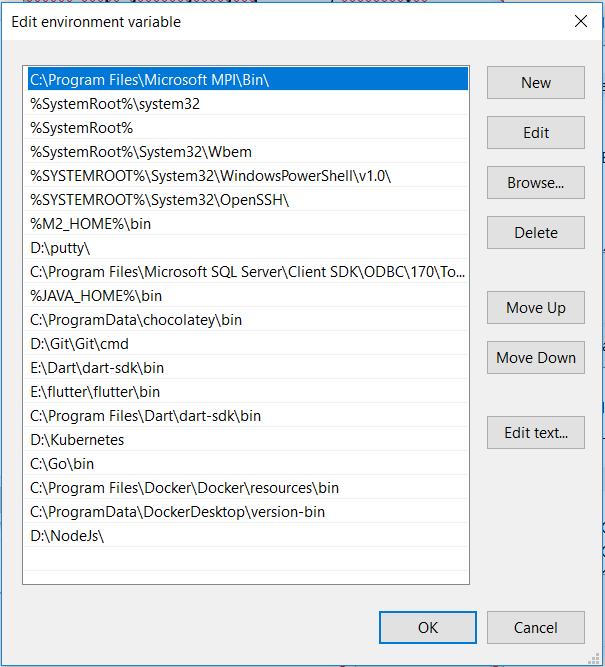 Edit environment variable
C:\Program Files\Microsoft MPI\Bin\
%SystemRoot%\system32
%SystemRoot%
%SystemRoot%\System32\Wbem
%SYSTEMROOT%\System32\WindowsPowerShell\v1.0\
%SYSTEMROOT%\System32\OpenSSH\
%M2_HOME%\bin
D:\putty\
C:\Program Files\Microsoft SQL Server\Client SDK\ODBC\170\To...
%JAVA_HOME%\bin
C:\ProgramData\chocolatey\bin
D:\Git\Git\cmd
E:\Dart\dart-sdk\bin
E:\flutter\flutter\bin
C:\Program Files\Dart\dart-sdk\bin
D:\Kubernetes
C:\Go\bin
C:\Program Files\Docker\Docker\resources\bin
C:\ProgramData\DockerDesktop\version-bin
D:\NodeJs\
New
Edit
Browse...
Delete
Move Up
Move Down
Edit text...
OK
Cancel